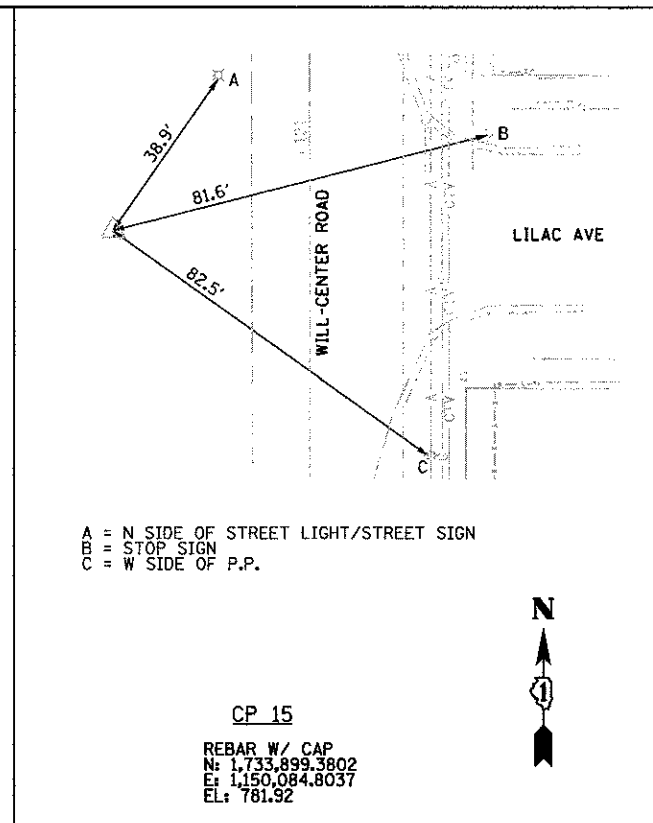 A
38.9'
B
81.6'
LILAC AVE
WILL-CENTER ROAD
82.5'
C
A = N SIDE OF STREET LIGHT/STREET SIGN
B = STOP SIGN
C = W SIDE OF P.P.
N
1
CP 15
REBAR W/ CAP
N: 1,733,899.3802
E: 1,150,084.8037
EL: 781.92